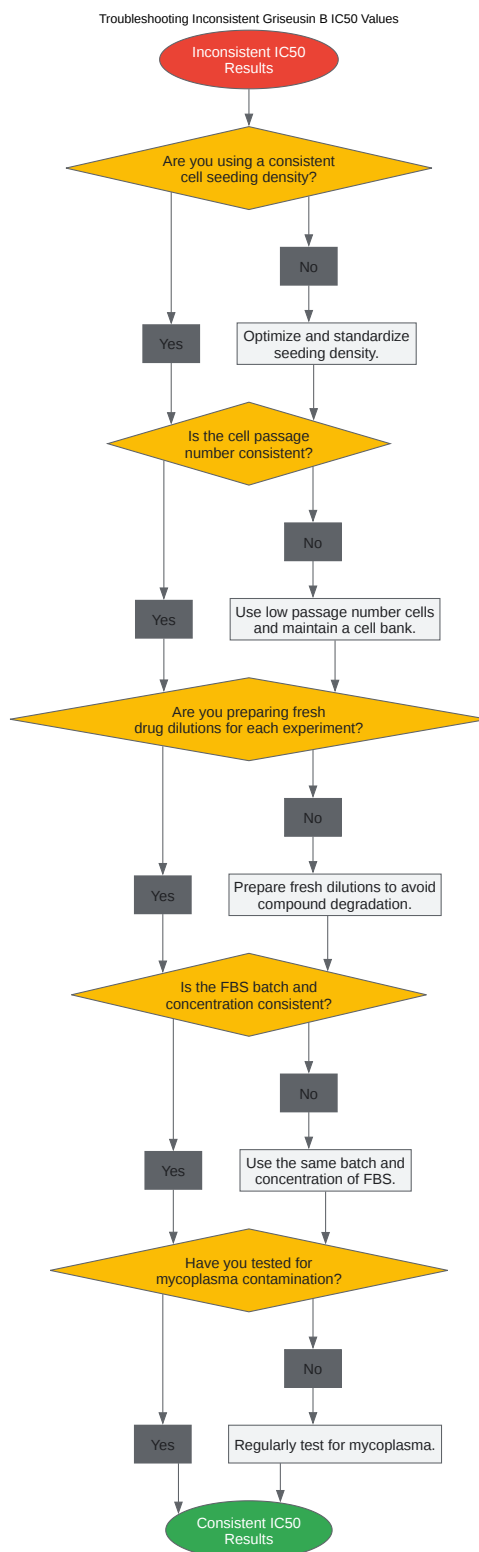 Troubleshooting Inconsistent Griseusin B IC50 Values
Inconsistent IC50
Results
Are you using a consistent
cell seeding density?
No
Yes
Optimize and standardize
seeding density.
Is the cell passage
number consistent?
No
Yes
Use low passage number cells
and maintain a cell bank.
Are you preparing fresh
drug dilutions for each experiment?
No
Yes
Prepare fresh dilutions to avoid
compound degradation.
Is the FBS batch and
concentration consistent?
No
Yes
Use the same batch and
concentration of FBS.
Have you tested for
mycoplasma contamination?
No
Yes
Regularly test for mycoplasma.
Consistent IC50
Results